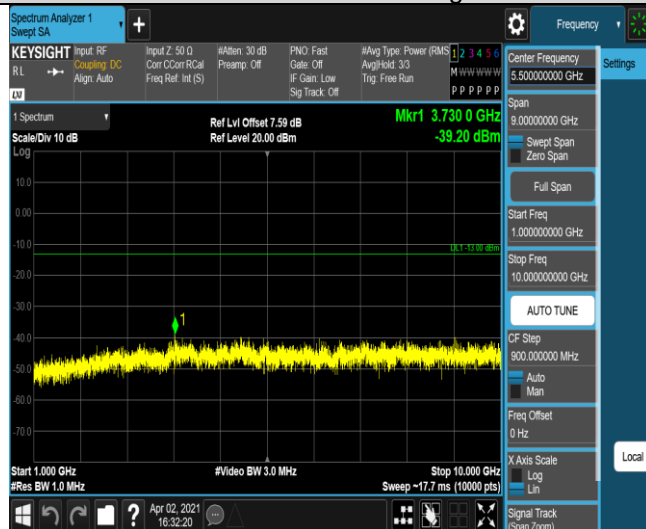 Spectrum Analyzer 1
Swept SA
Frequency
KEYSIGHT
RL
Input: RF
Coupling: DC
Align: Auto
Input Z: 50 Ω
Corr CCorr RCal
Freq Ref: Int (S)
#Atten: 30 dB
Preamp: Off
PNO: Fast
Gate: Off
IF Gain: Low
Sig Track: Off
#Avg Type: Power (RMS
Avg|Hold: 3/3
Trig: Free Run
1 2 3 4 5 6
M W W W W W
P P P P P P
LXI
1 Spectrum
Scale/Div 10 dB
Log
Ref Lvl Offset 7.59 dB
Ref Level 20.00 dBm
Mkr1 3.730 0 GHz
-39.20 dBm
10.0
0.00
-10.0
DL1 -13.00 dBm
-20.0
-30.0
1
-40.0
-50.0
-60.0
-70.0
Start 1.000 GHz
#Res BW 1.0 MHz
#Video BW 3.0 MHz
Stop 10.000 GHz
Sweep ~17.7 ms (10000 pts)
Apr 02, 2021
16:32:20
Center Frequency
5.500000000 GHz
Span
9.00000000 GHz
Swept Span
Zero Span
Full Span
Start Freq
1.000000000 GHz
Stop Freq
10.000000000 GHz
AUTO TUNE
CF Step
900.000000 MHz
Auto
Man
Freq Offset
0 Hz
X Axis Scale
Log
Lin
Signal Track
(Span Zoom)
Settings
Local